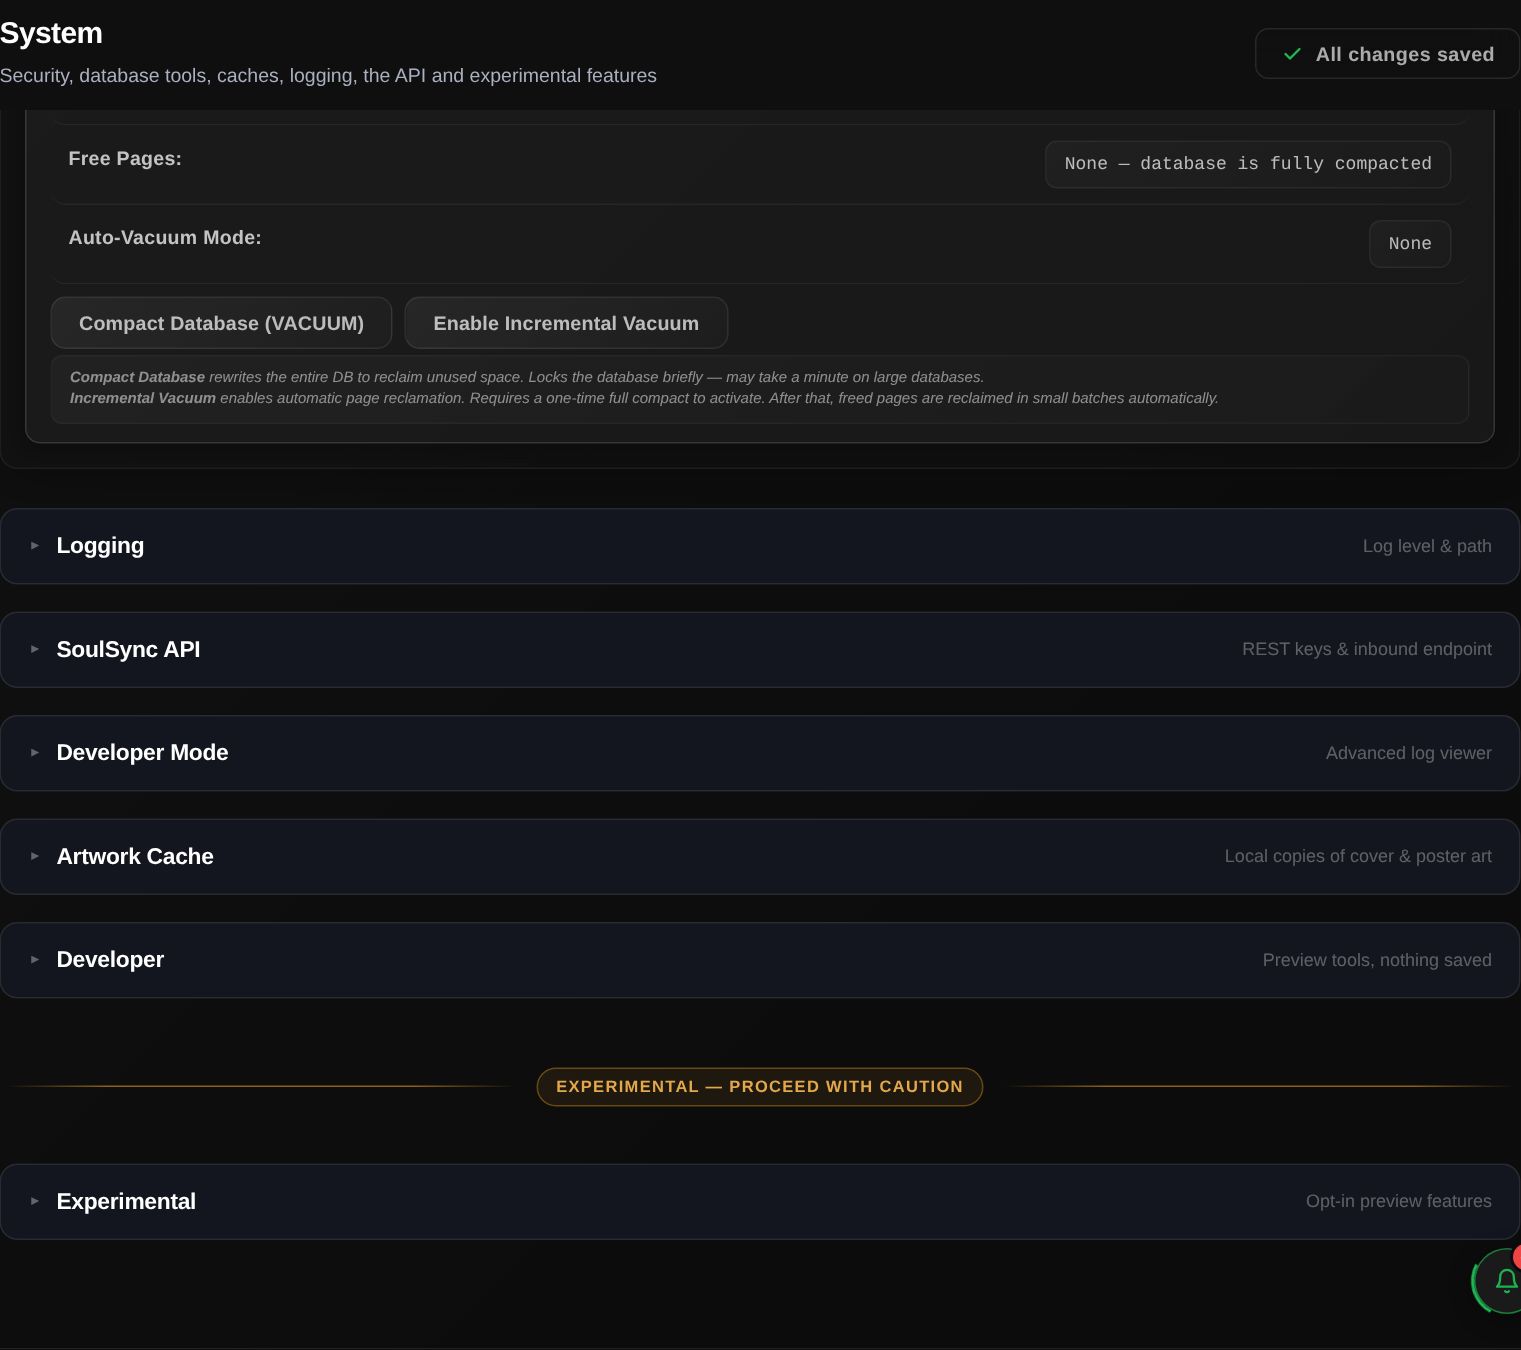 System
Security, database tools, caches, logging, the API and experimental features
All changes saved
Free Pages:
None — database is fully compacted
Auto-Vacuum Mode:
None
Compact Database (VACUUM)
Enable Incremental Vacuum
Compact Database rewrites the entire DB to reclaim unused space. Locks the database briefly — may take a minute on large databases.
Incremental Vacuum enables automatic page reclamation. Requires a one-time full compact to activate. After that, freed pages are reclaimed in small batches automatically.
Logging
Log level & path
SoulSync API
REST keys & inbound endpoint
Developer Mode
Advanced log viewer
Artwork Cache
Local copies of cover & poster art
Developer
Preview tools, nothing saved
EXPERIMENTAL — PROCEED WITH CAUTION
Experimental
Opt-in preview features